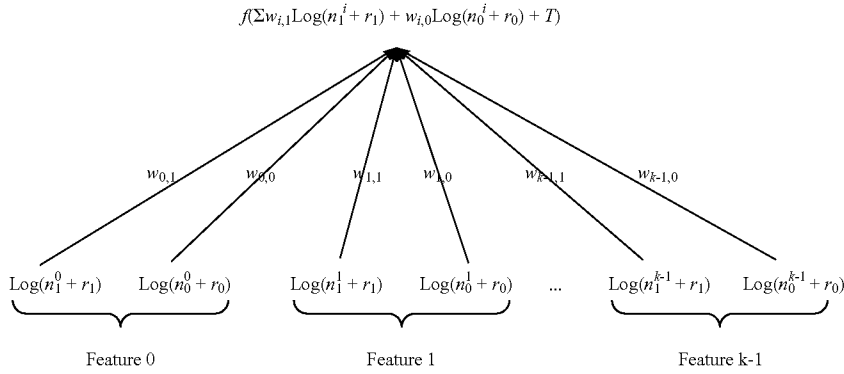 f(Σw_{i,1}Log(n_1^i + r_1) + w_{i,0}Log(n_0^i + r_0) + T)
w_{0,1} w_{0,0} w_{1,1} w_{1,0} w_{k-1,1} w_{k-1,0}
Log(n_1^0 + r_1) Log(n_0^0 + r_0) Log(n_1^1 + r_1) Log(n_0^1 + r_0) ... Log(n_1^{k-1} + r_1) Log(n_0^{k-1} + r_0)
Feature 0 Feature 1 Feature k-1